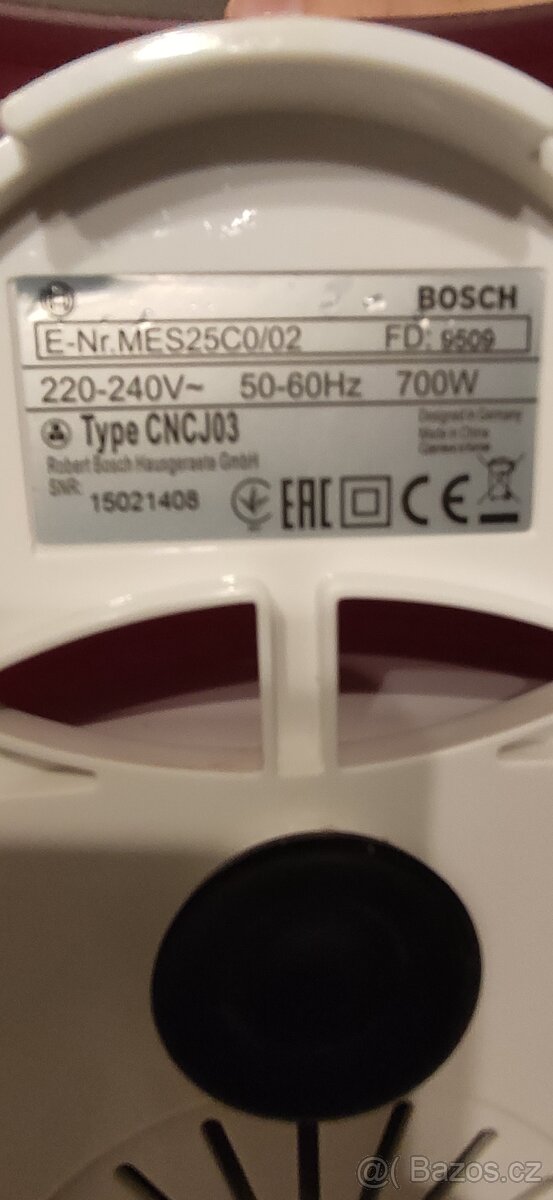 BOSCH
E-Nr.MES25C0/02 FD: 9509
220-240V~ 50-60Hz 700W
Type CNCJ03
Designed in Germany
Made in China
Robert Bosch Hausgeraete GmbH
SNR:
15021408
EAC CE
Bazos.cz